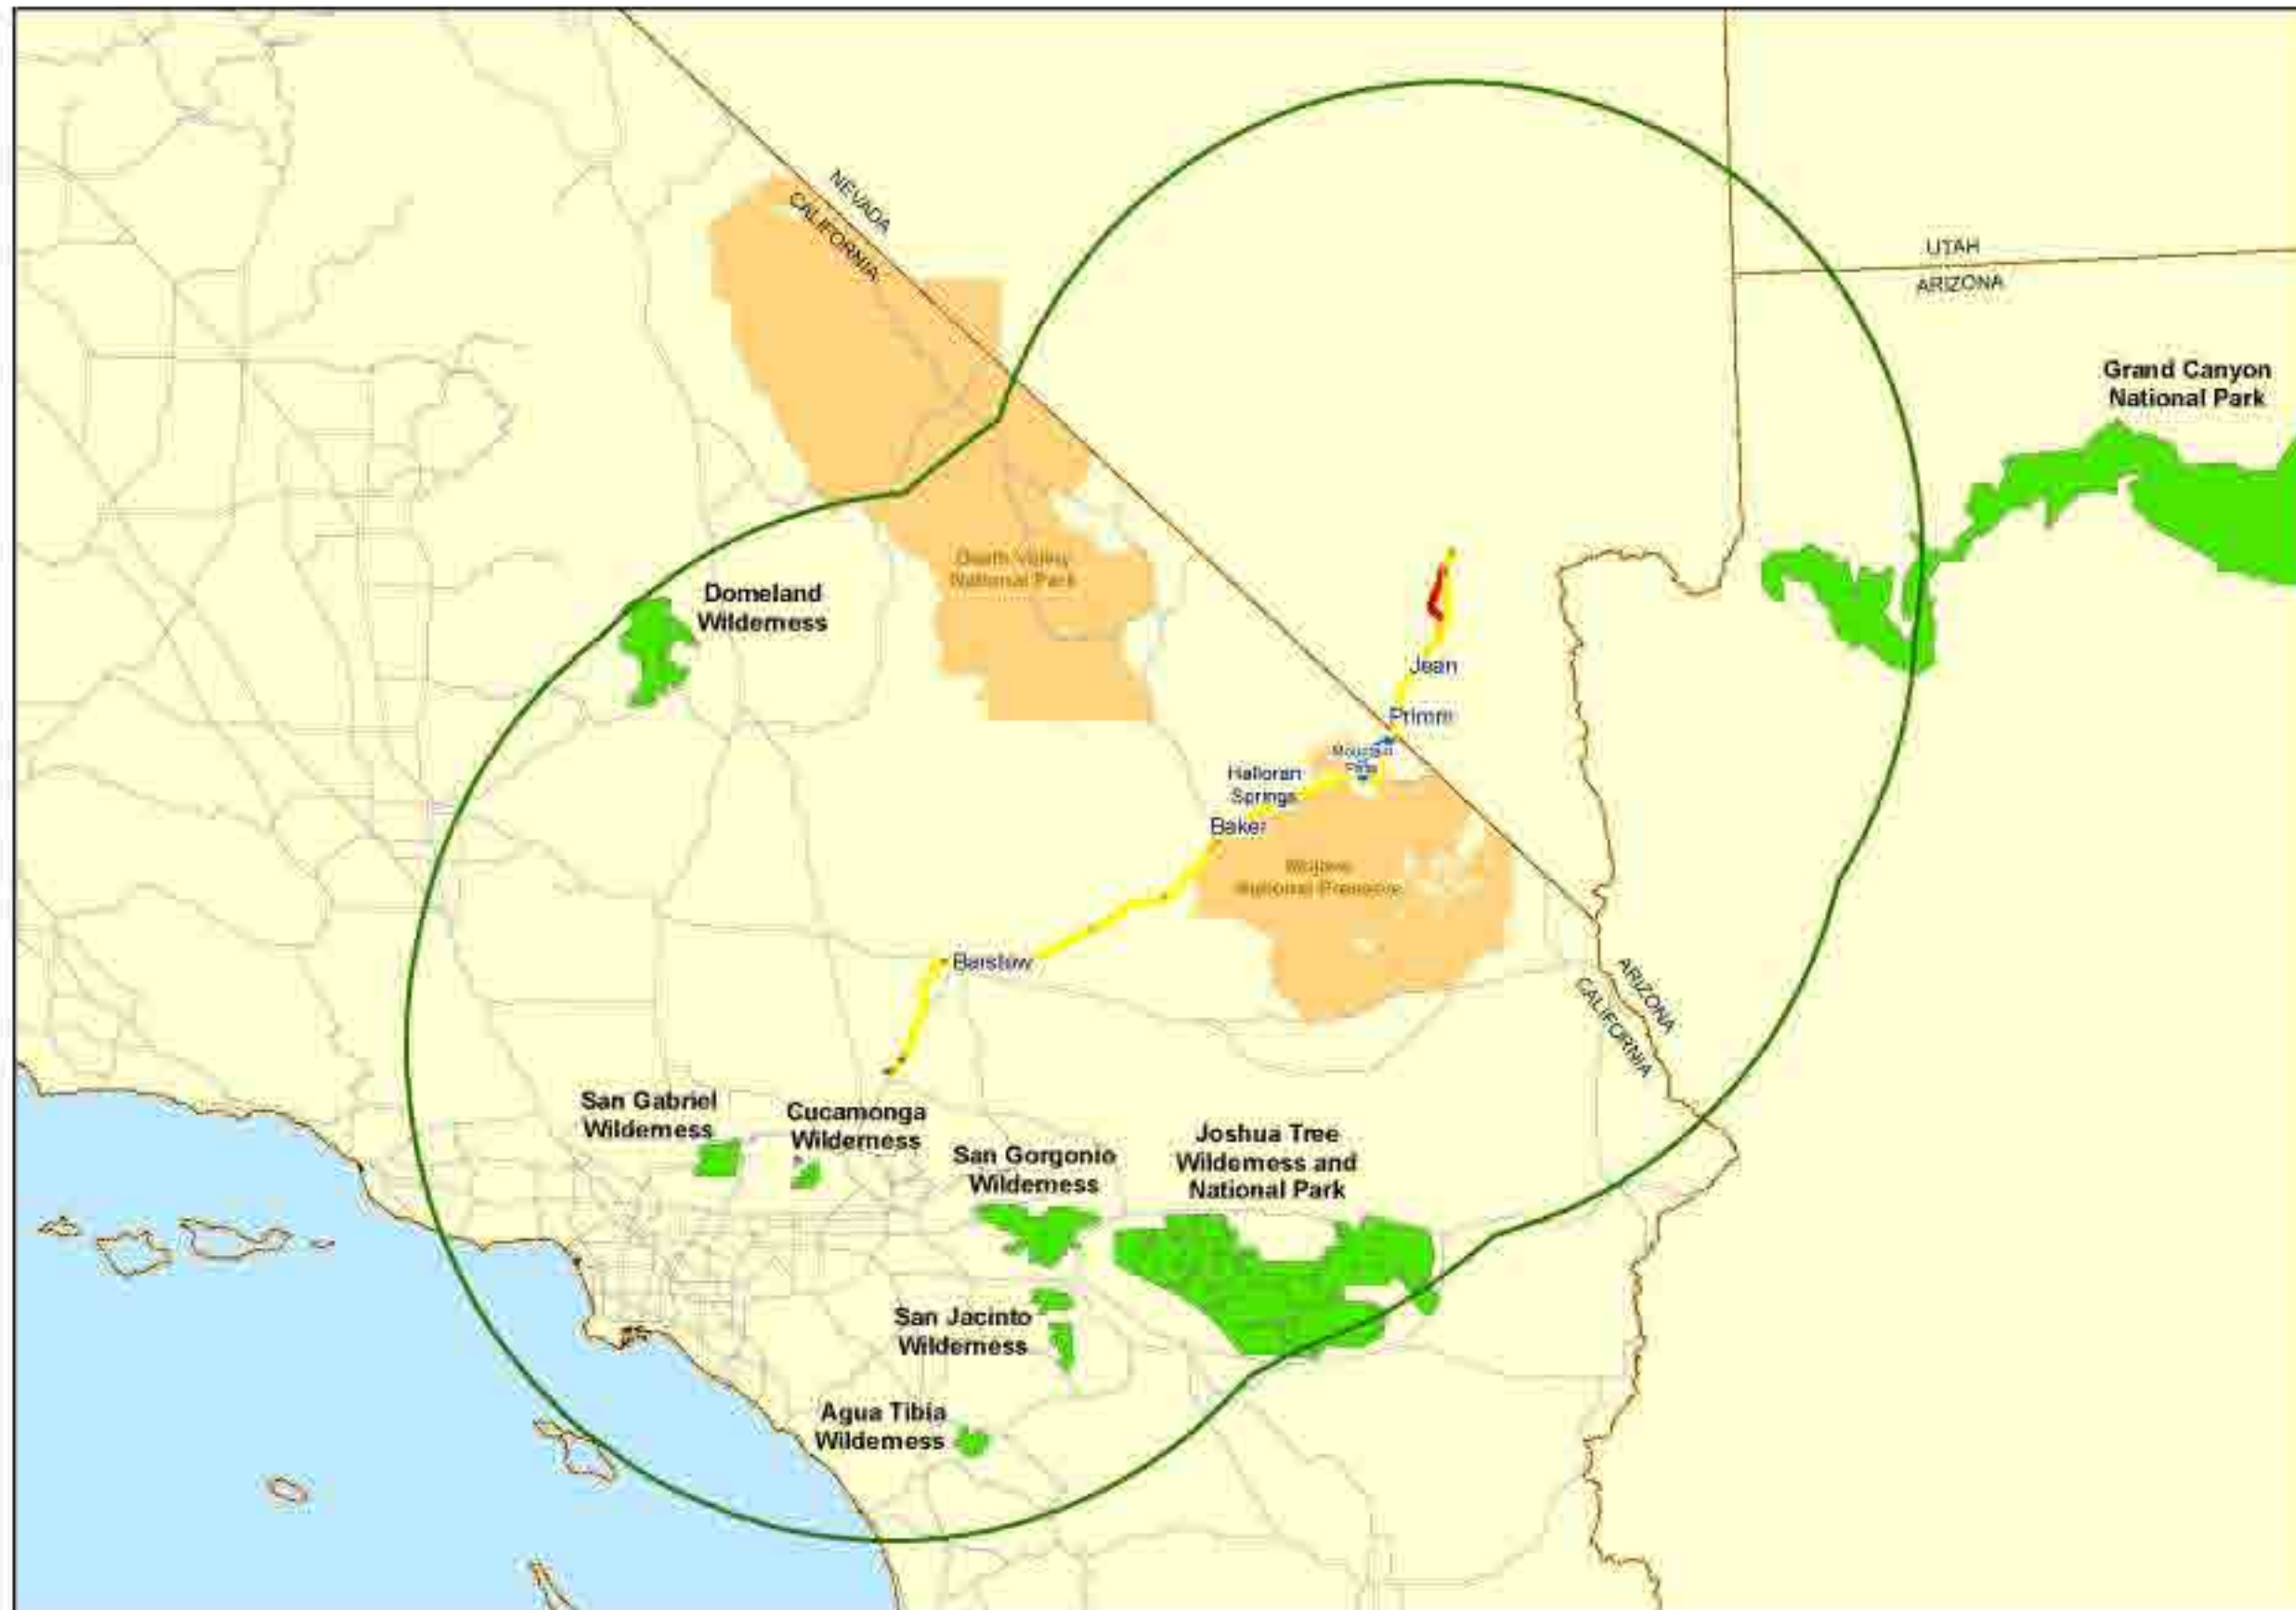 NEVADA
CALIFORNIA
UTAH
ARIZONA
Grand Canyon
National Park
Death Valley
National Park
Domeland
Wilderness
Jean
Primm
Mountain
Pass
Halloran
Springs
Baker
Mojave
National Preserve
Barstow
ARIZONA
CALIFORNIA
San Gabriel
Wilderness
Cucamonga
Wilderness
San Gorgonio
Wilderness
Joshua Tree
Wilderness and
National Park
San Jacinto
Wilderness
Agua Tibia
Wilderness